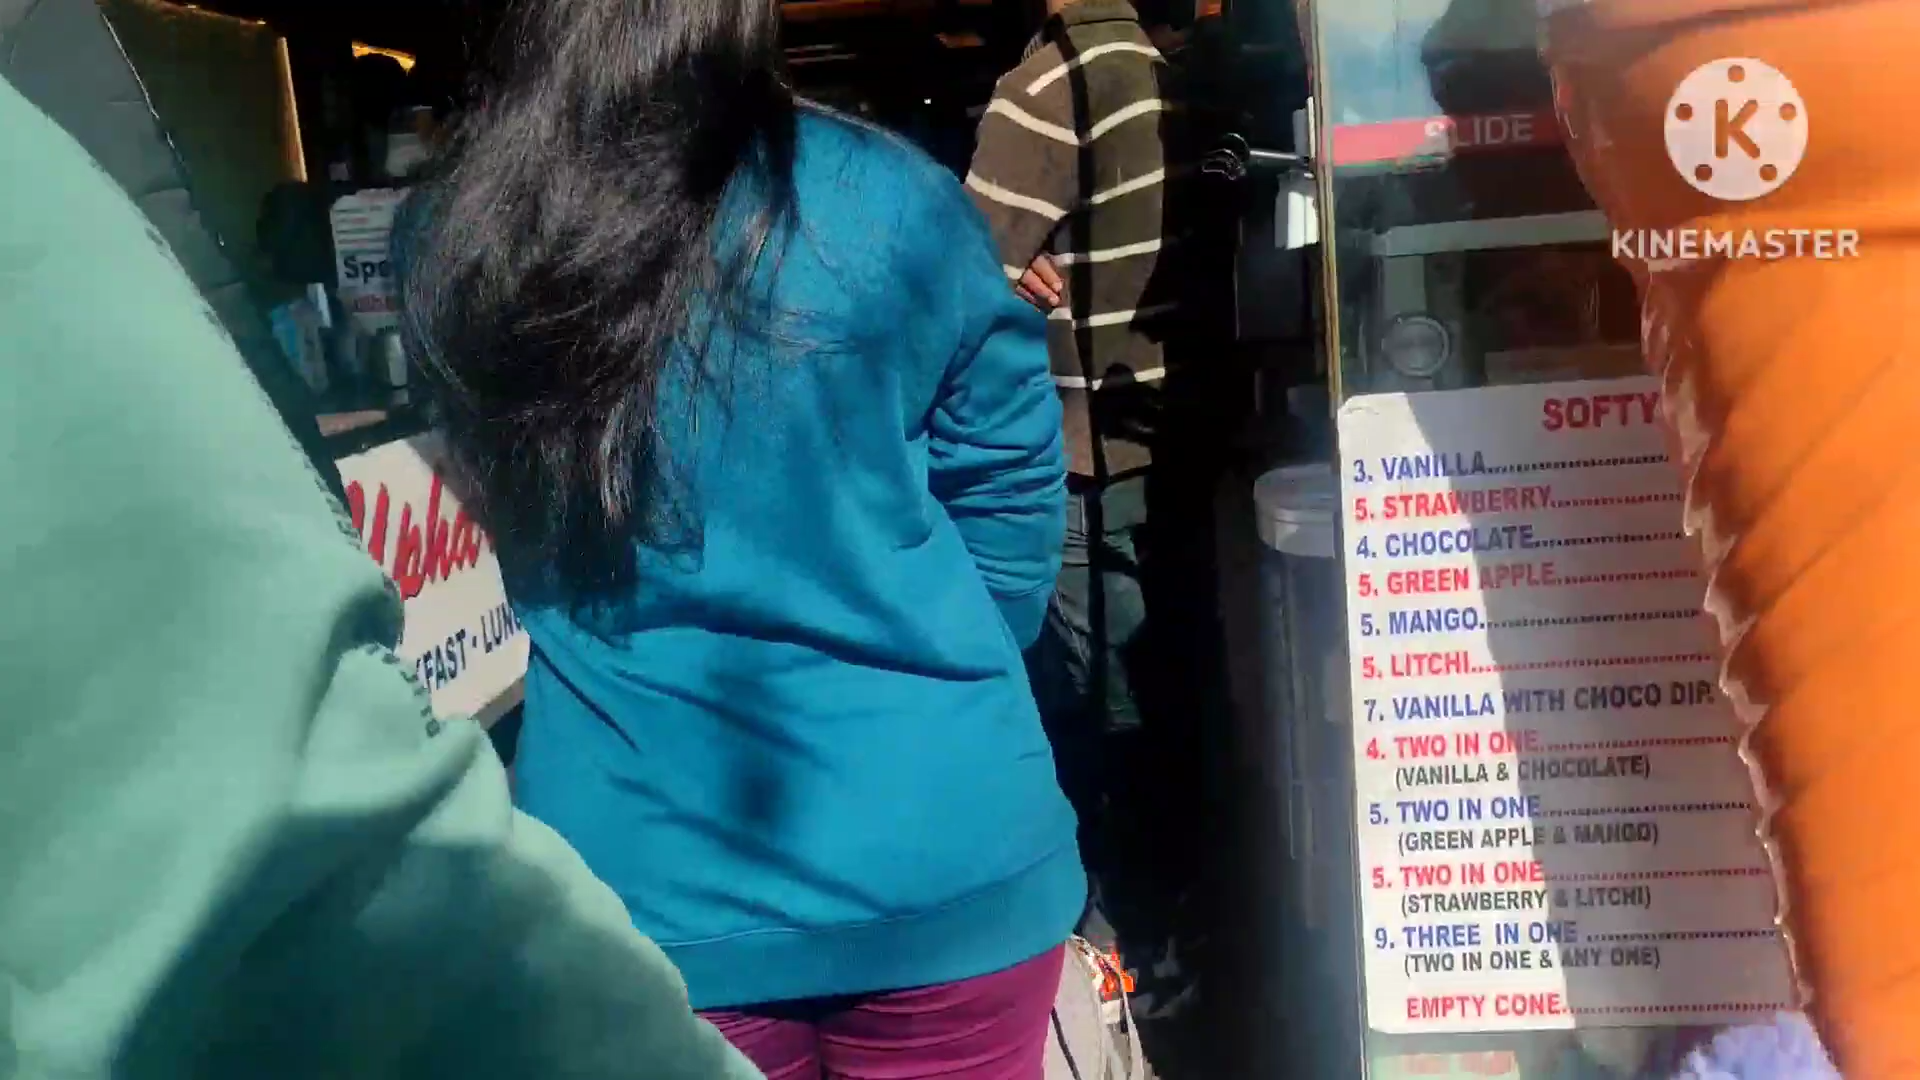 K
KINEMASTER
SLIDE
SOFTY
3. VANILLA
5. STRAWBERRY
4. CHOCOLATE
5. GREEN APPLE
5. MANGO
5. LITCHI
7. VANILLA WITH CHOCO DIP
4. TWO IN ONE
(VANILLA & CHOCOLATE)
5. TWO IN ONE
(GREEN APPLE & MANGO)
5. TWO IN ONE
(STRAWBERRY & LITCHI)
9. THREE IN ONE
(TWO IN ONE & ANY ONE)
EMPTY CONE